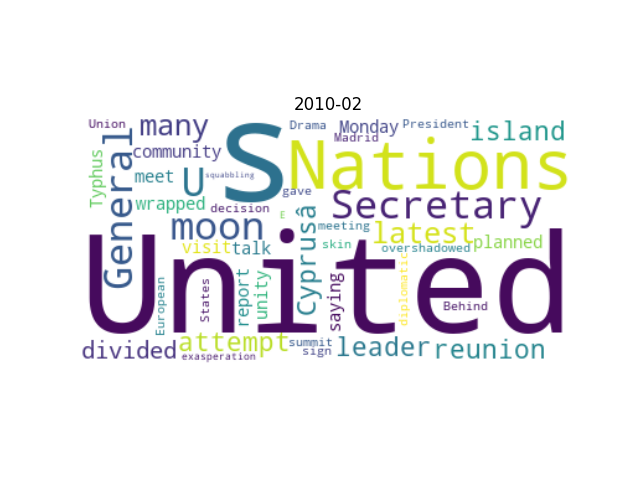 2010-02
Union
many
Drama
Monday
President
island
Madrid
General
S
Nations
community
Typhus
meet
U
squabbling
gave
wrapped
decision
E
Secretary
moon
Cyprusâ
meeting
latest
planned
visit
talk
skin
overshadowed
United
European
States
report
unity
saying
diplomatic
Behind
divided
attempt
summit
leader
reunion
exasperation
sign